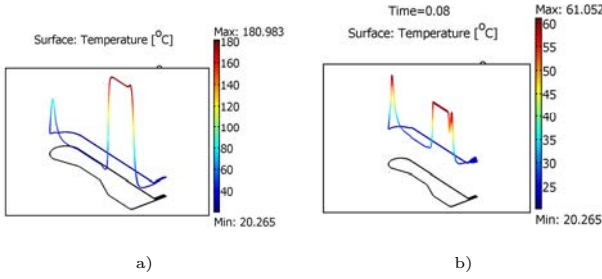 Surface: Temperature [°C]
Max: 180.983
180
160
140
120
100
80
60
40
Min: 20.265
a)
Time=0.08
Surface: Temperature [°C]
Max: 61.052
60
55
50
45
40
35
30
25
Min: 20.265
b)